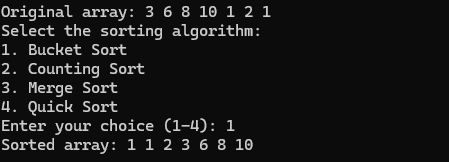 Original array: 3 6 8 10 1 2 1
Select the sorting algorithm:
1. Bucket Sort
2. Counting Sort
3. Merge Sort
4. Quick Sort
Enter your choice (1-4): 1
Sorted array: 1 1 2 3 6 8 10